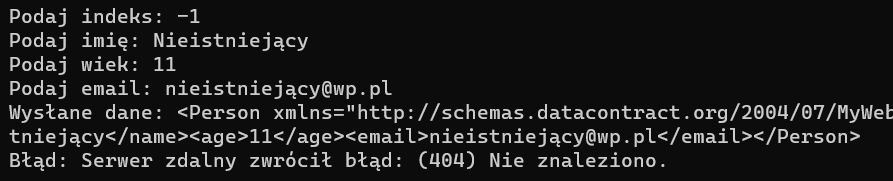 Podaj indeks: -1
Podaj imię: Nieistniejący
Podaj wiek: 11
Podaj email: nieistniejący@wp.pl
Wysłane dane: <Person xmlns="http://schemas.datacontract.org/2004/07/MyWeb
tniejący</name><age>11</age><email>nieistniejący@wp.pl</email></Person>
Błąd: Serwer zdalny zwrócił błąd: (404) Nie znaleziono.